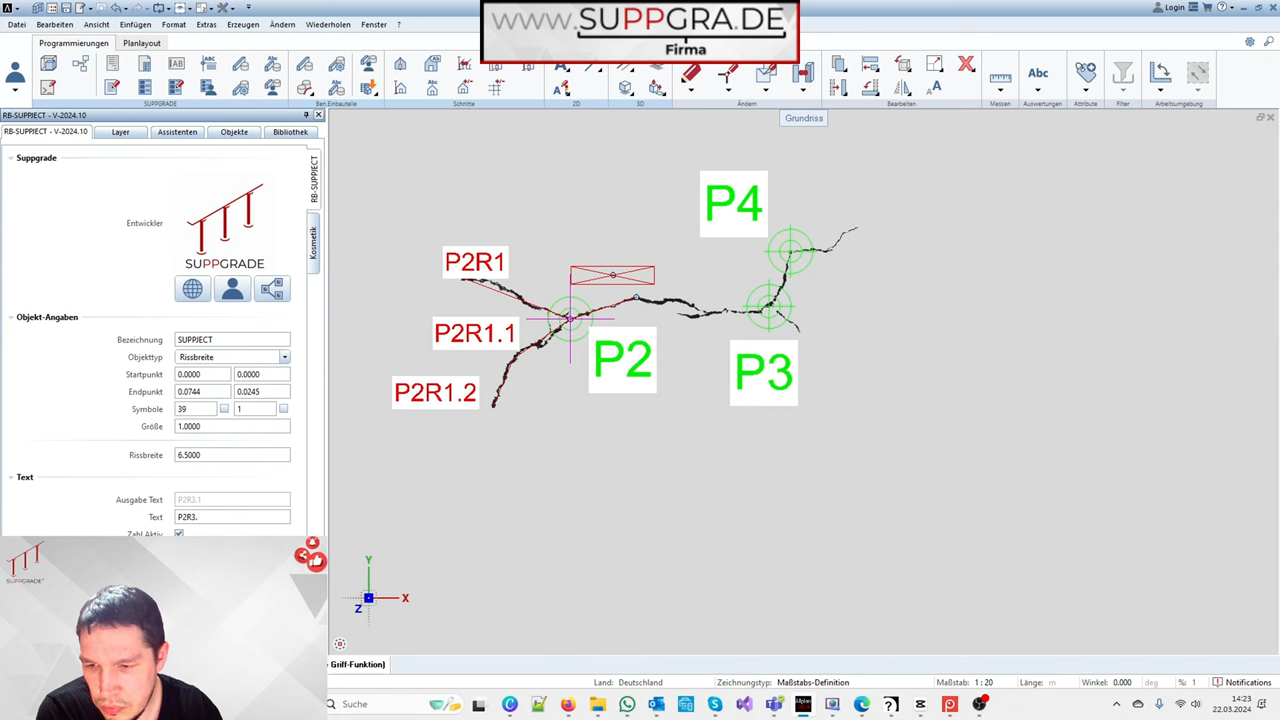 www.SUPPGRA.DE
Firma
Login
Datei Bearbeiten Ansicht Einfügen Format Extras Erzeugen Ändern Wiederholen Fenster ?
Programmierungen Planlayout
Abc
SUPPGRADE Ben.Einbauteile Schnitte 2D 3D Ändern Bearbeiten Messen Auswertungen Attribute Filter Arbeitsumgebung
RB-SUPPJECT - V-2024.10
RB-SUPPJECT - V-2024.10 Layer Assistenten Objekte Bibliothek
Grundriss
Suppgrade
RB-SUPPJECT
Kosmetik
Entwickler
SUPPGRADE
Objekt-Angaben
Bezeichnung SUPPJECT
Objekttyp Rissbreite
Startpunkt 0.0000 0.0000
Endpunkt 0.0744 0.0245
Symbole 39 1
Größe 1.0000
Rissbreite 6.5000
Text
Ausgabe Text P2R3.1
Text P2R3.
Zahl Aktiv
P4
P2R1
P2R1.1
P2
P3
P2R1.2
Y
X
Z
SUPPGRADE
Griff-Funktion)
Land: Deutschland Zeichnungstyp: Maßstabs-Definition Maßstab: 1 : 20 Länge: m Winkel: 0.000 deg %: 1 Notifications
Suche
14:23
22.03.2024